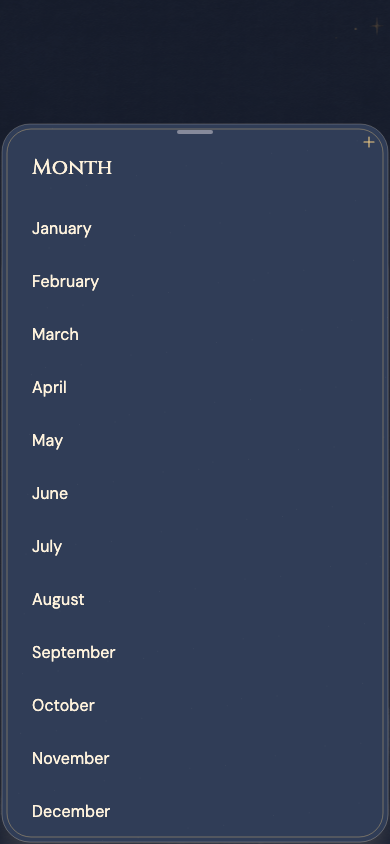 Month
January
February
March
April
May
June
July
August
September
October
November
December